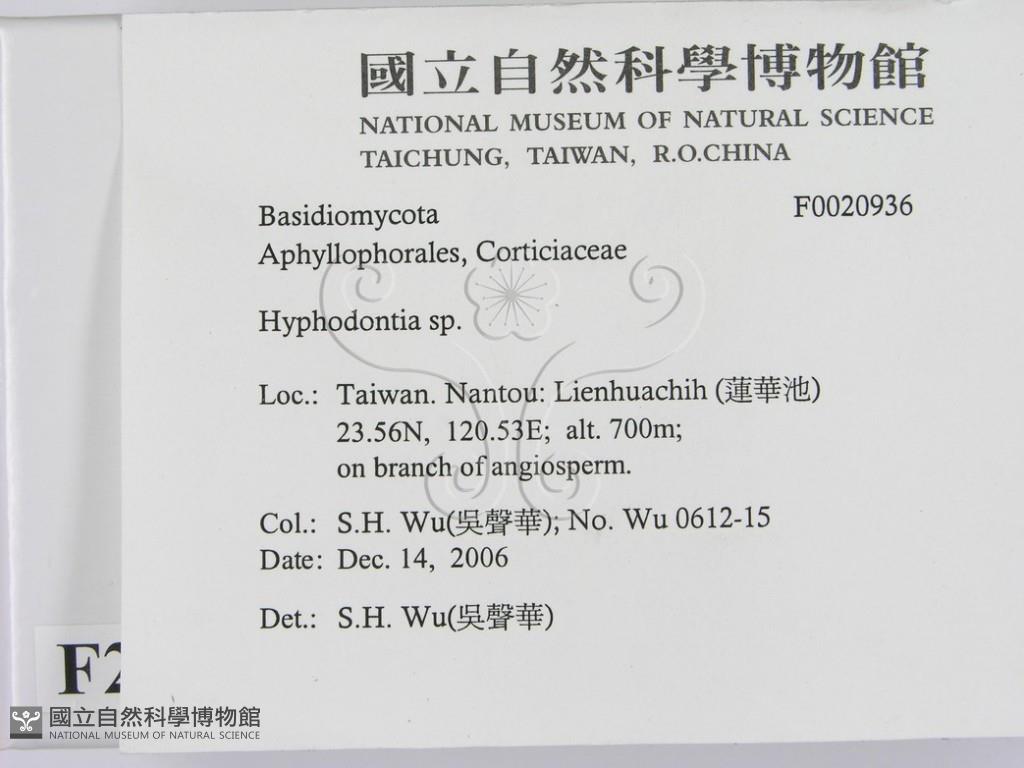 國立自然科學博物館
NATIONAL MUSEUM OF NATURAL SCIENCE
TAICHUNG, TAIWAN, R.O.CHINA
Basidiomycota F0020936
Aphyllophorales, Corticiaceae
Hyphodontia sp.
Loc.: Taiwan. Nantou: Lienhuachih (蓮華池)
23.56N, 120.53E; alt. 700m;
on branch of angiosperm.
Col.: S.H. Wu(吳聲華); No. Wu 0612-15
Date: Dec. 14, 2006
Det.: S.H. Wu(吳聲華)
F2
國立自然科學博物館
NATIONAL MUSEUM OF NATURAL SCIENCE